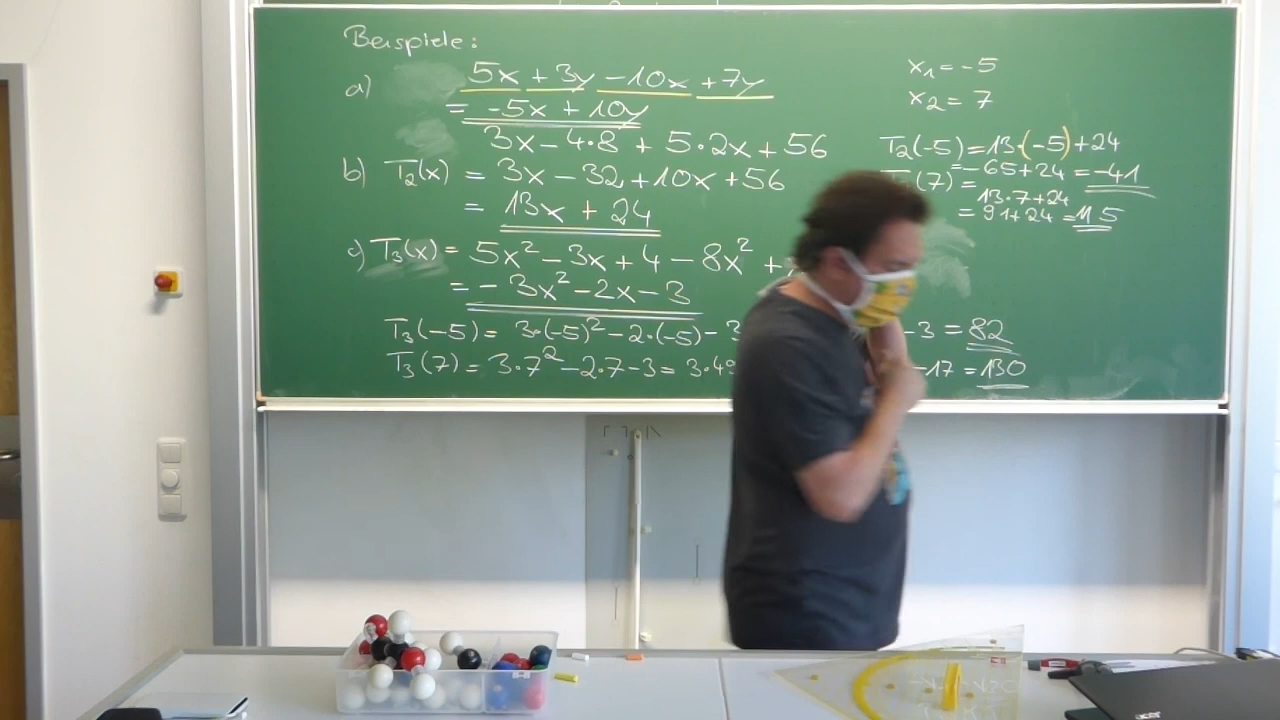 Beispiele:
a) 5x + 3y - 10x + 7y
= -5x + 10y
3x - 4·8 + 5·2x + 56
b) T₂(x) = 3x - 32 + 10x + 56
= 13x + 24
c) T₃(x) = 5x² - 3x + 4 - 8x² +
= - 3x² - 2x - 3
T₃(-5) = 3·(-5)² - 2·(-5) - 3 - 3 = 82
T₃(7) = 3·7² - 2·7 - 3 = 3·49 - 17 = 130
x₁ = -5
x₂ = 7
T₂(-5) = 13·(-5) + 24
= -65 + 24 = -41
(7) = 13·7 + 24
= 91 + 24 = 115
acer